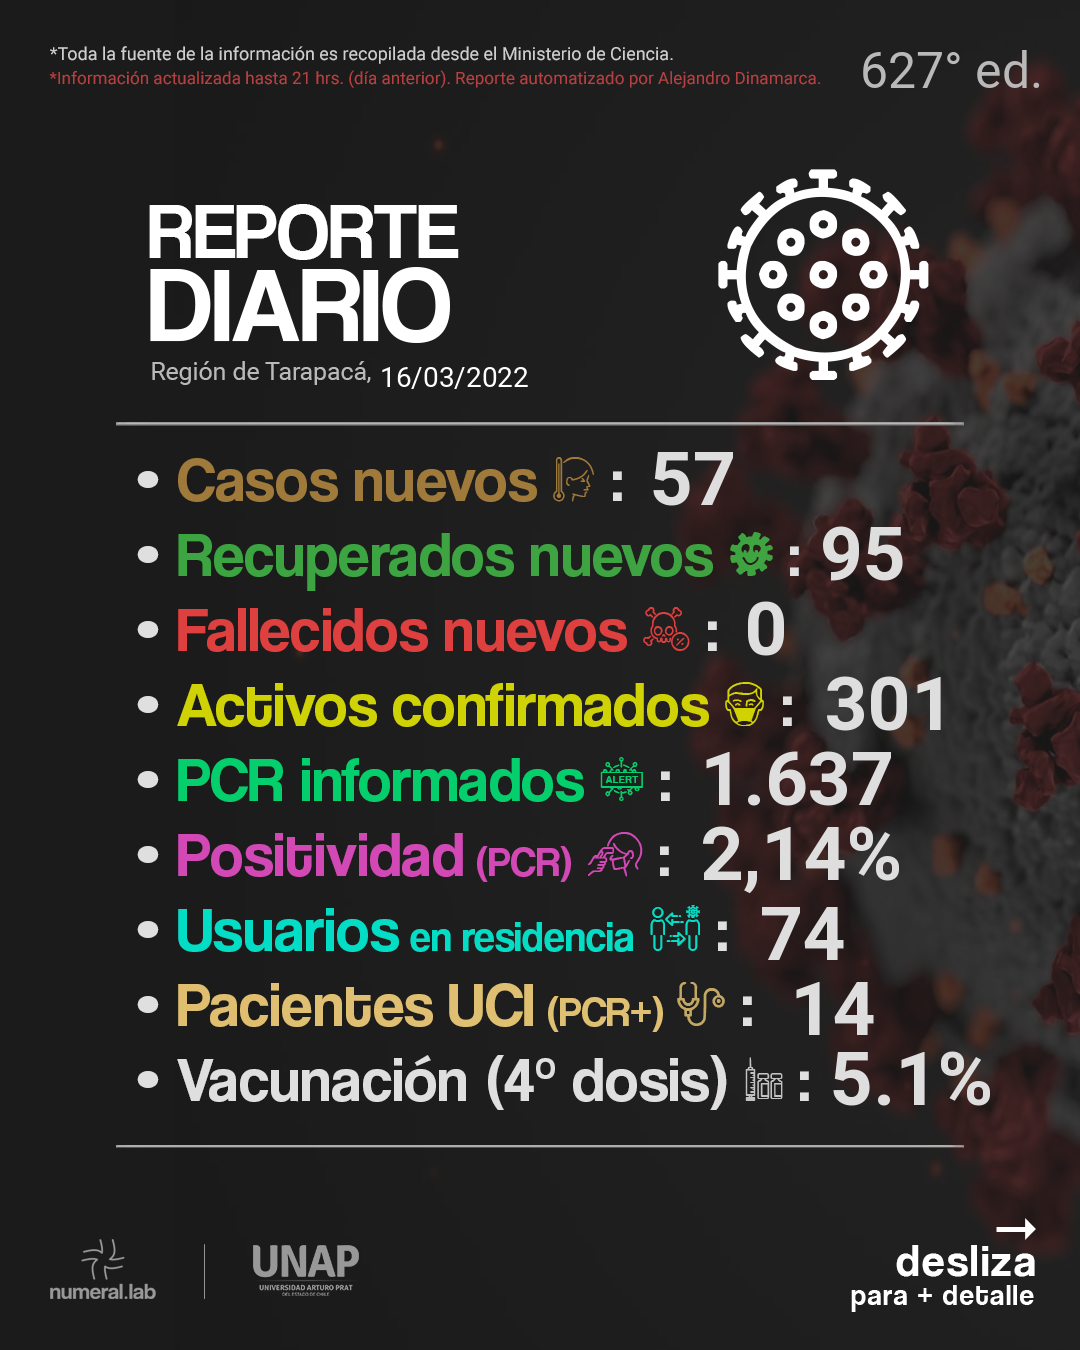 *Toda la fuente de la información es recopilada desde el Ministerio de Ciencia.
*Información actualizada hasta 21 hrs. (día anterior). Reporte automatizado por Alejandro Dinamarca.
627° ed.
REPORTE
DIARIO
Región de Tarapacá, 16/03/2022
• Casos nuevos : 57
• Recuperados nuevos : 95
• Fallecidos nuevos : 0
• Activos confirmados : 301
• PCR informados ALERT : 1.637
• Positividad (PCR) : 2,14%
• Usuarios en residencia : 74
• Pacientes UCI (PCR+) : 14
• Vacunación (4º dosis) : 5.1%
numeral.lab
UNAP
UNIVERSIDAD ARTURO PRAT
DEL ESTADO DE CHILE
desliza
para + detalle